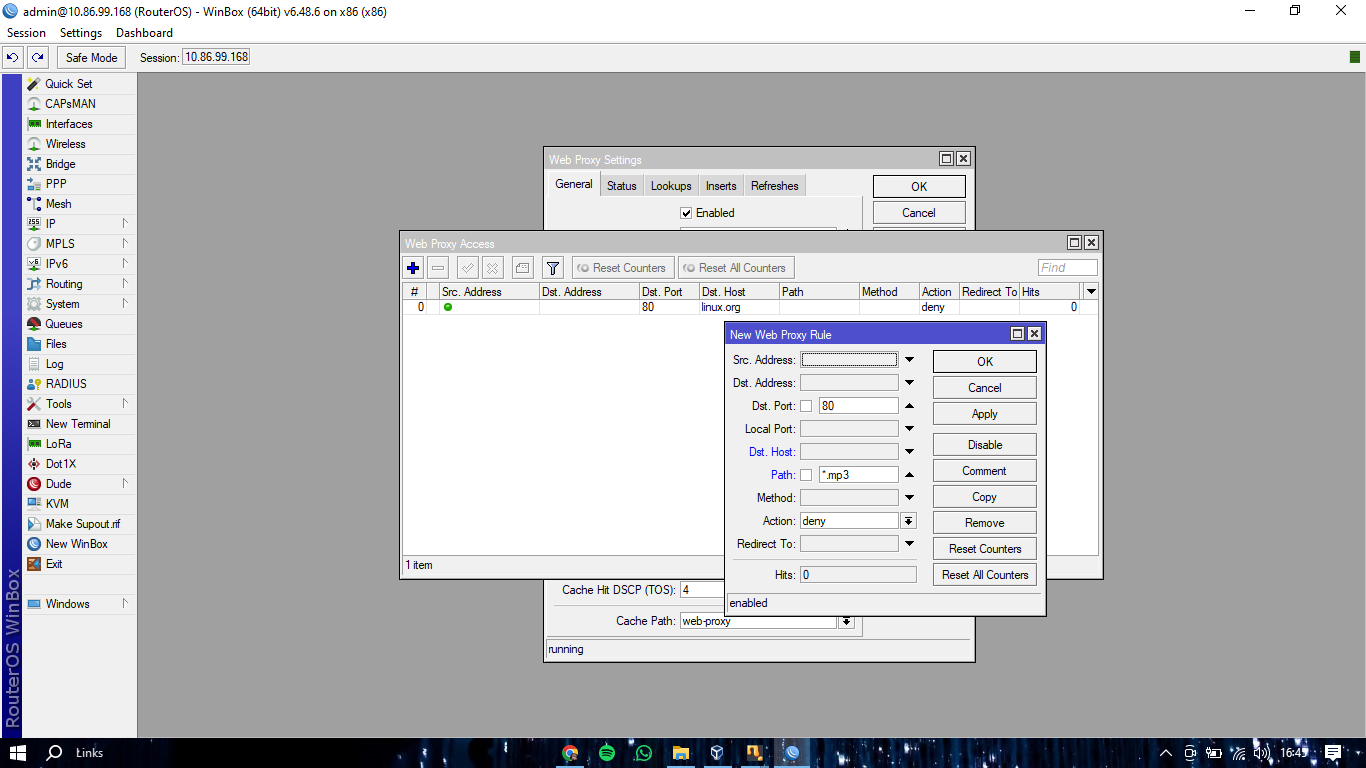 admin@10.86.99.168 (RouterOS) - WinBox (64bit) v6.48.6 on x86 (x86)
Session Settings Dashboard
Safe Mode Session: 10.86.99.168
Quick Set
CAPsMAN
Interfaces
Wireless
Bridge
PPP
Mesh
IP
MPLS
IPv6
Routing
System
Queues
Files
Log
RADIUS
Tools
New Terminal
LoRa
Dot1X
Dude
KVM
Make Supout.rif
New WinBox
Exit
Windows
RouterOS WinBox
Web Proxy Settings
General Status Lookups Inserts Refreshes
OK
Enabled
Cancel
Web Proxy Access
Reset Counters Reset All Counters Find
# Src. Address Dst. Address Dst. Port Dst. Host Path Method Action Redirect To Hits
0 80 linux.org deny 0
1 item
New Web Proxy Rule
Src. Address:
Dst. Address:
Dst. Port: 80
Local Port:
Dst. Host:
Path: *.mp3
Method:
Action: deny
Redirect To:
Hits: 0
enabled
OK
Cancel
Apply
Disable
Comment
Copy
Remove
Reset Counters
Reset All Counters
Cache Hit DSCP (TOS): 4
Cache Path: web-proxy
running
Łinks
16:45